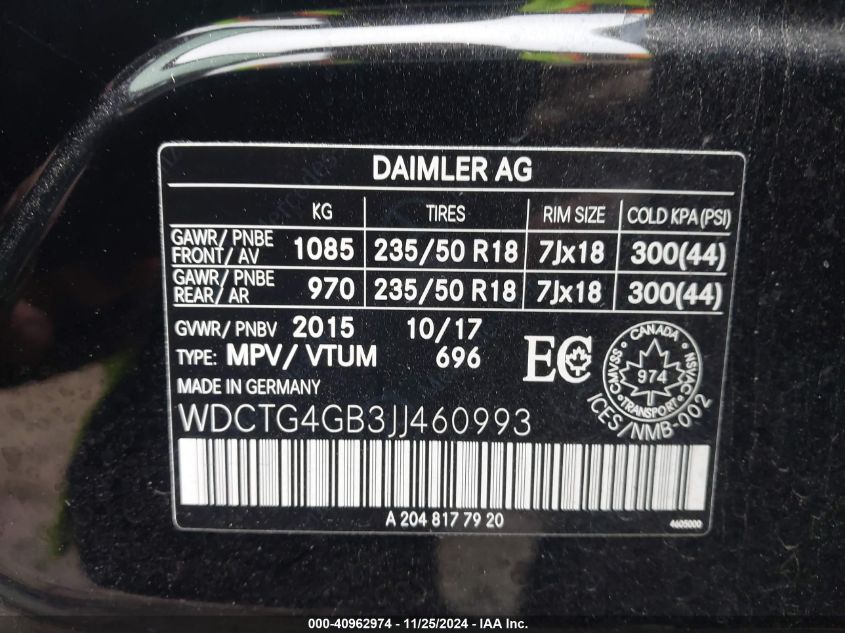 DAIMLER AG
KG TIRES RIM SIZE COLD KPA (PSI)
GAWR/ PNBE FRONT/ AV 1085 235/50 R18 7Jx18 300(44)
GAWR/ PNBE REAR/ AR 970 235/50 R18 7Jx18 300(44)
GVWR/ PNBV 2015 10/17
TYPE: MPV/ VTUM 696 EC
CANADA
CMVSS NSVAC
974
TRANSPORT
ICES/NMB-002
MADE IN GERMANY
WDCTG4GB3JJ460993
A 204 817 79 20
4605000
000-40962974 - 11/25/2024 - IAA Inc.